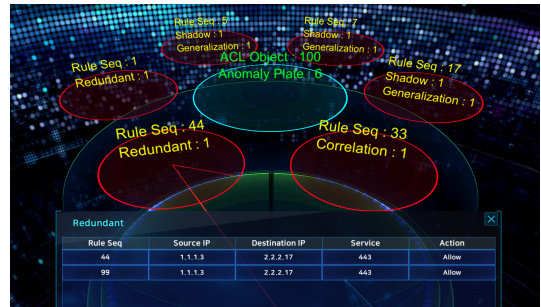 Rule Seq : 5
Shadow : 1
Generalization : 1
Rule Seq : 7
Shadow : 1
Generalization : 1
Rule Seq : 1
Redundant : 1
ACL Object : 100
Anomaly Plate : 6
Rule Seq : 17
Shadow : 1
Generalization : 1
Rule Seq : 44
Redundant : 1
Rule Seq : 33
Correlation : 1
Redundant
Rule Seq Source IP Destination IP Service Action
44 1.1.1.3 2.2.2.17 443 Allow
99 1.1.1.3 2.2.2.17 443 Allow